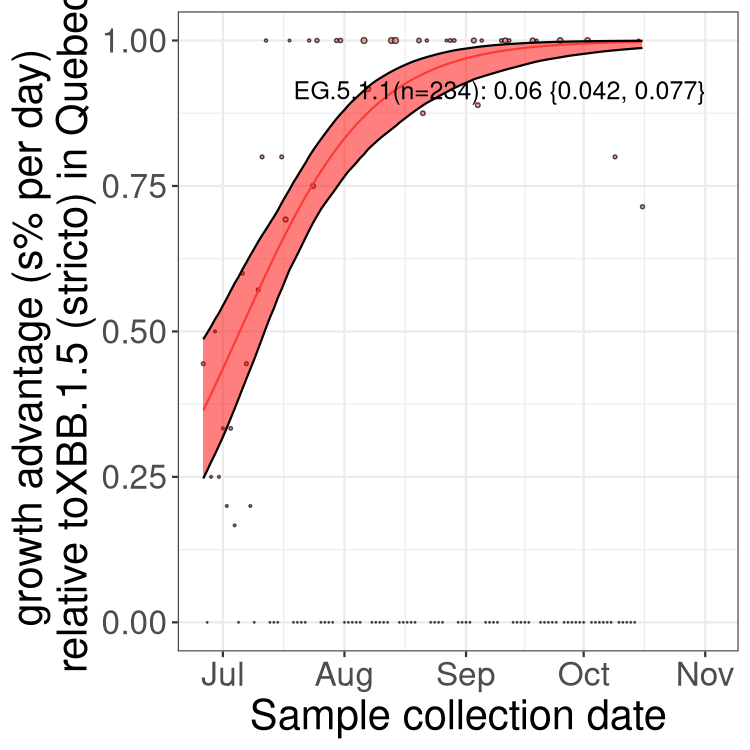 growth advantage (s% per day)
relative toXBB.1.5 (stricto) in Quebec
1.00
0.75
0.50
0.25
0.00
EG.5.1.1(n=234): 0.06 {0.042, 0.077}
Jul Aug Sep Oct Nov
Sample collection date